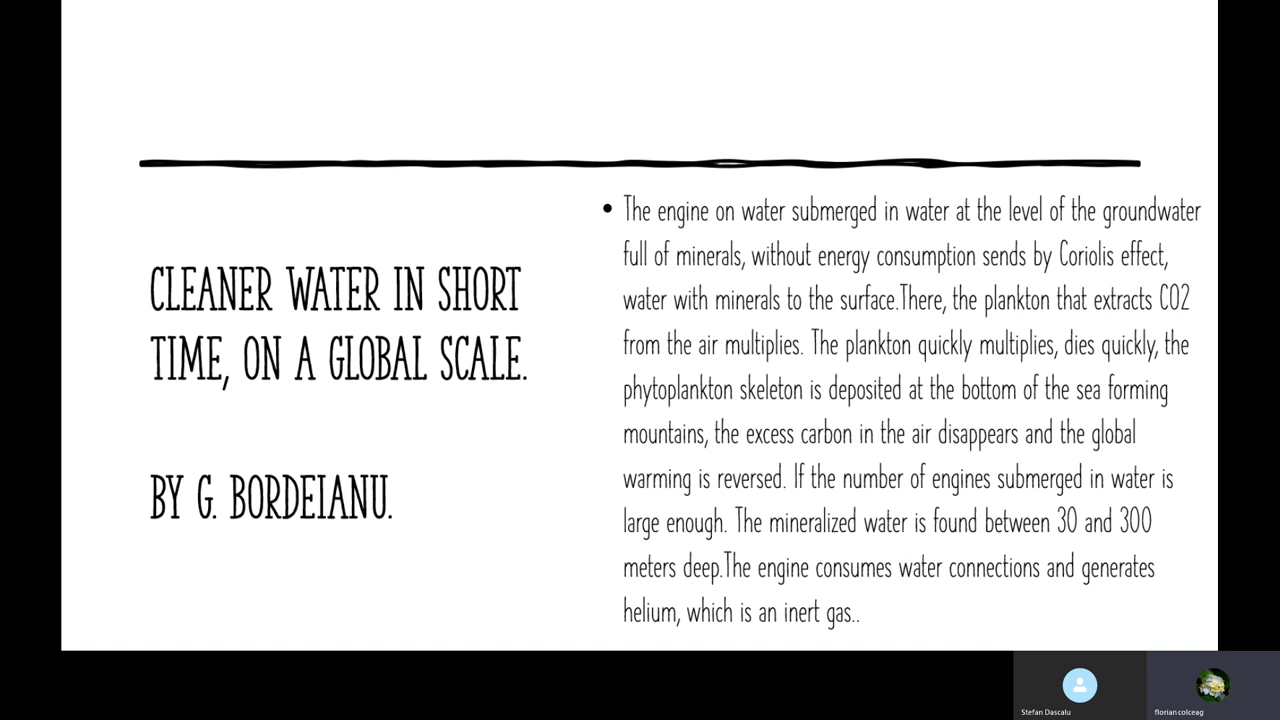 CLEANER WATER IN SHORT
TIME, ON A GLOBAL SCALE.
BY G. BORDEIANU.
• The engine on water submerged in water at the level of the groundwater
full of minerals, without energy consumption sends by Coriolis effect,
water with minerals to the surface.There, the plankton that extracts CO2
from the air multiplies. The plankton quickly multiplies, dies quickly, the
phytoplankton skeleton is deposited at the bottom of the sea forming
mountains, the excess carbon in the air disappears and the global
warming is reversed. If the number of engines submerged in water is
large enough. The mineralized water is found between 30 and 300
meters deep.The engine consumes water connections and generates
helium, which is an inert gas..
Stefan Dascalu
florian colceag